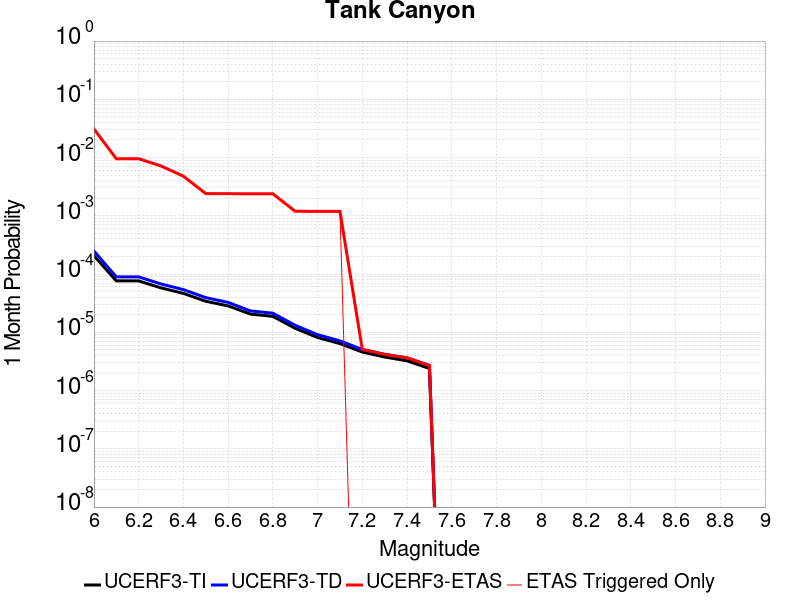 Tank Canyon
1 Month Probability
10^0
10^-1
10^-2
10^-3
10^-4
10^-5
10^-6
10^-7
10^-8
6 6.2 6.4 6.6 6.8 7 7.2 7.4 7.6 7.8 8 8.2 8.4 8.6 8.8 9
Magnitude
UCERF3-TI UCERF3-TD UCERF3-ETAS ETAS Triggered Only